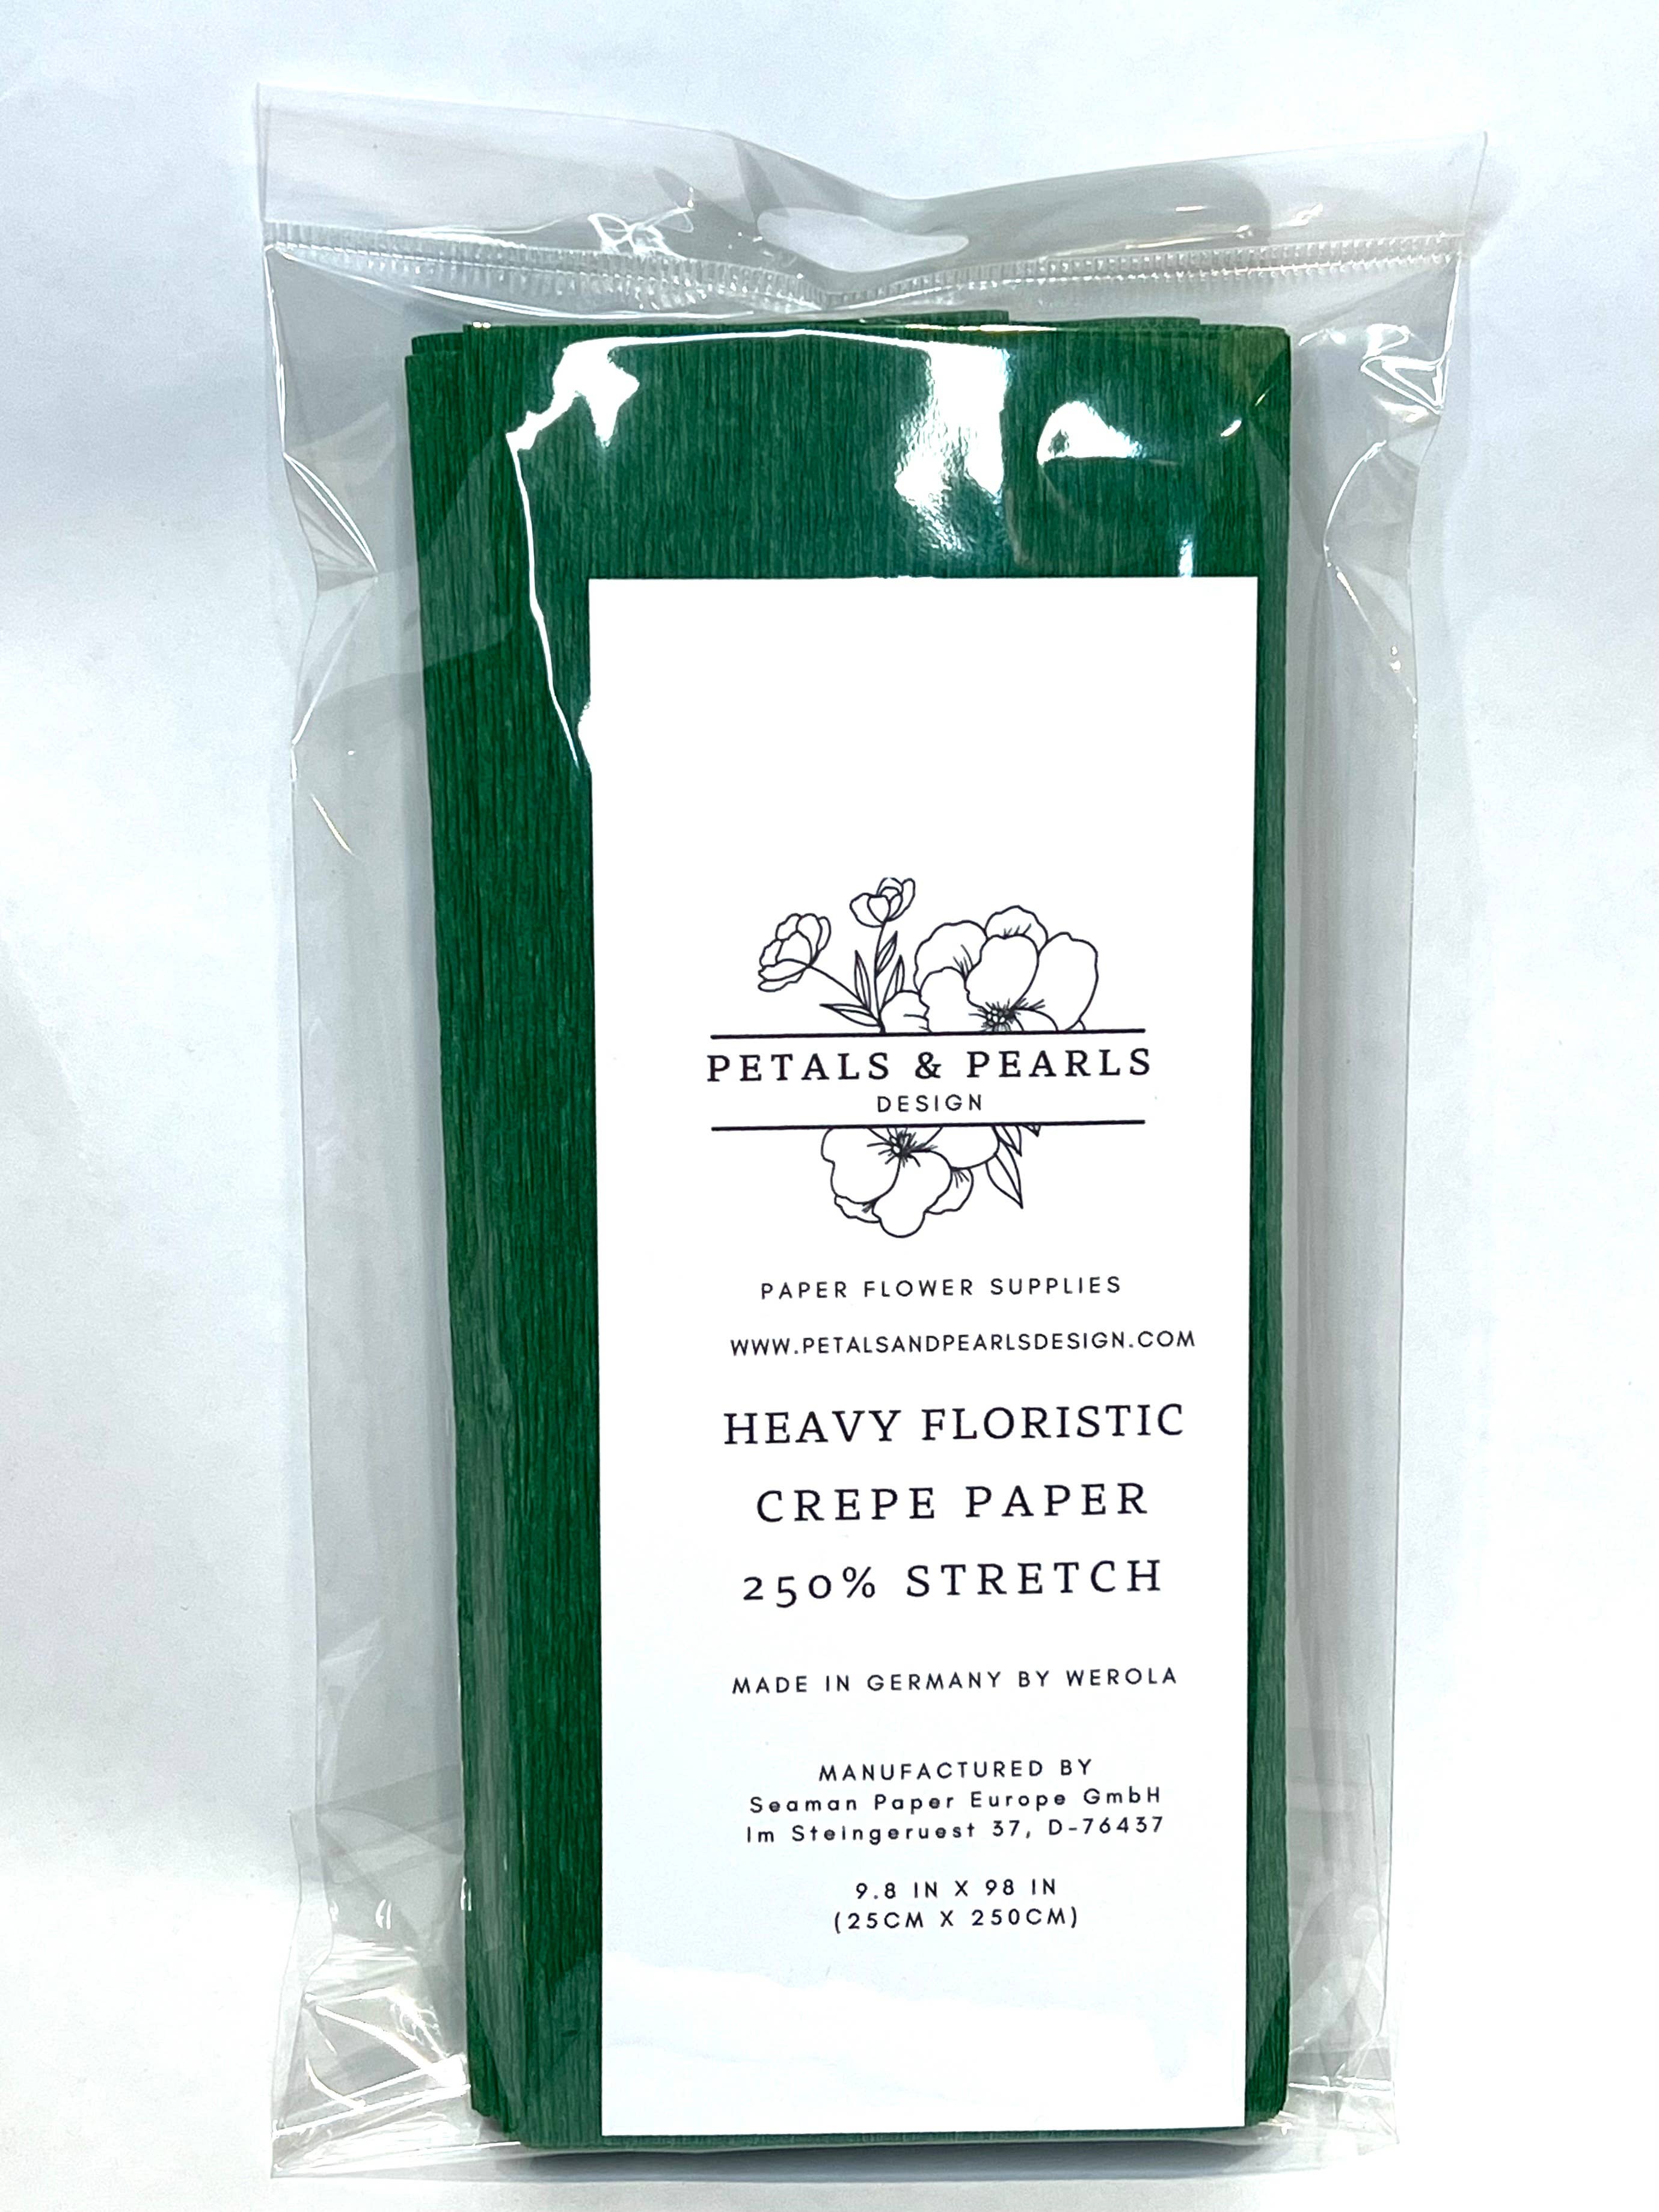 PETALS & PEARLS
DESIGN
PAPER FLOWER SUPPLIES
WWW.PETALSANDPEARLSDESIGN.COM
HEAVY FLORISTIC
CREPE PAPER
250% STRETCH
MADE IN GERMANY BY WEROLA
MANUFACTURED BY
Seaman Paper Europe GmbH
Im Steingeruest 37, D-76437
9.8 IN X 98 IN
(25CM X 250CM)